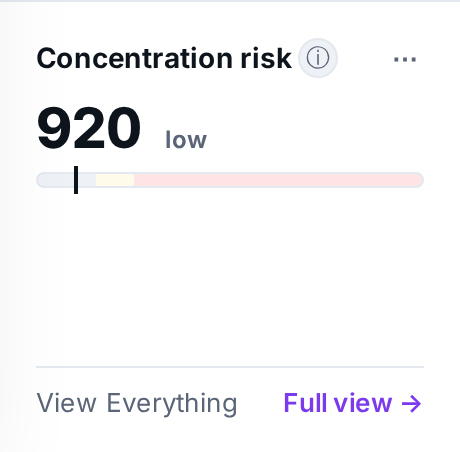 Concentration risk ⓘ ...
920 low
View Everything Full view →